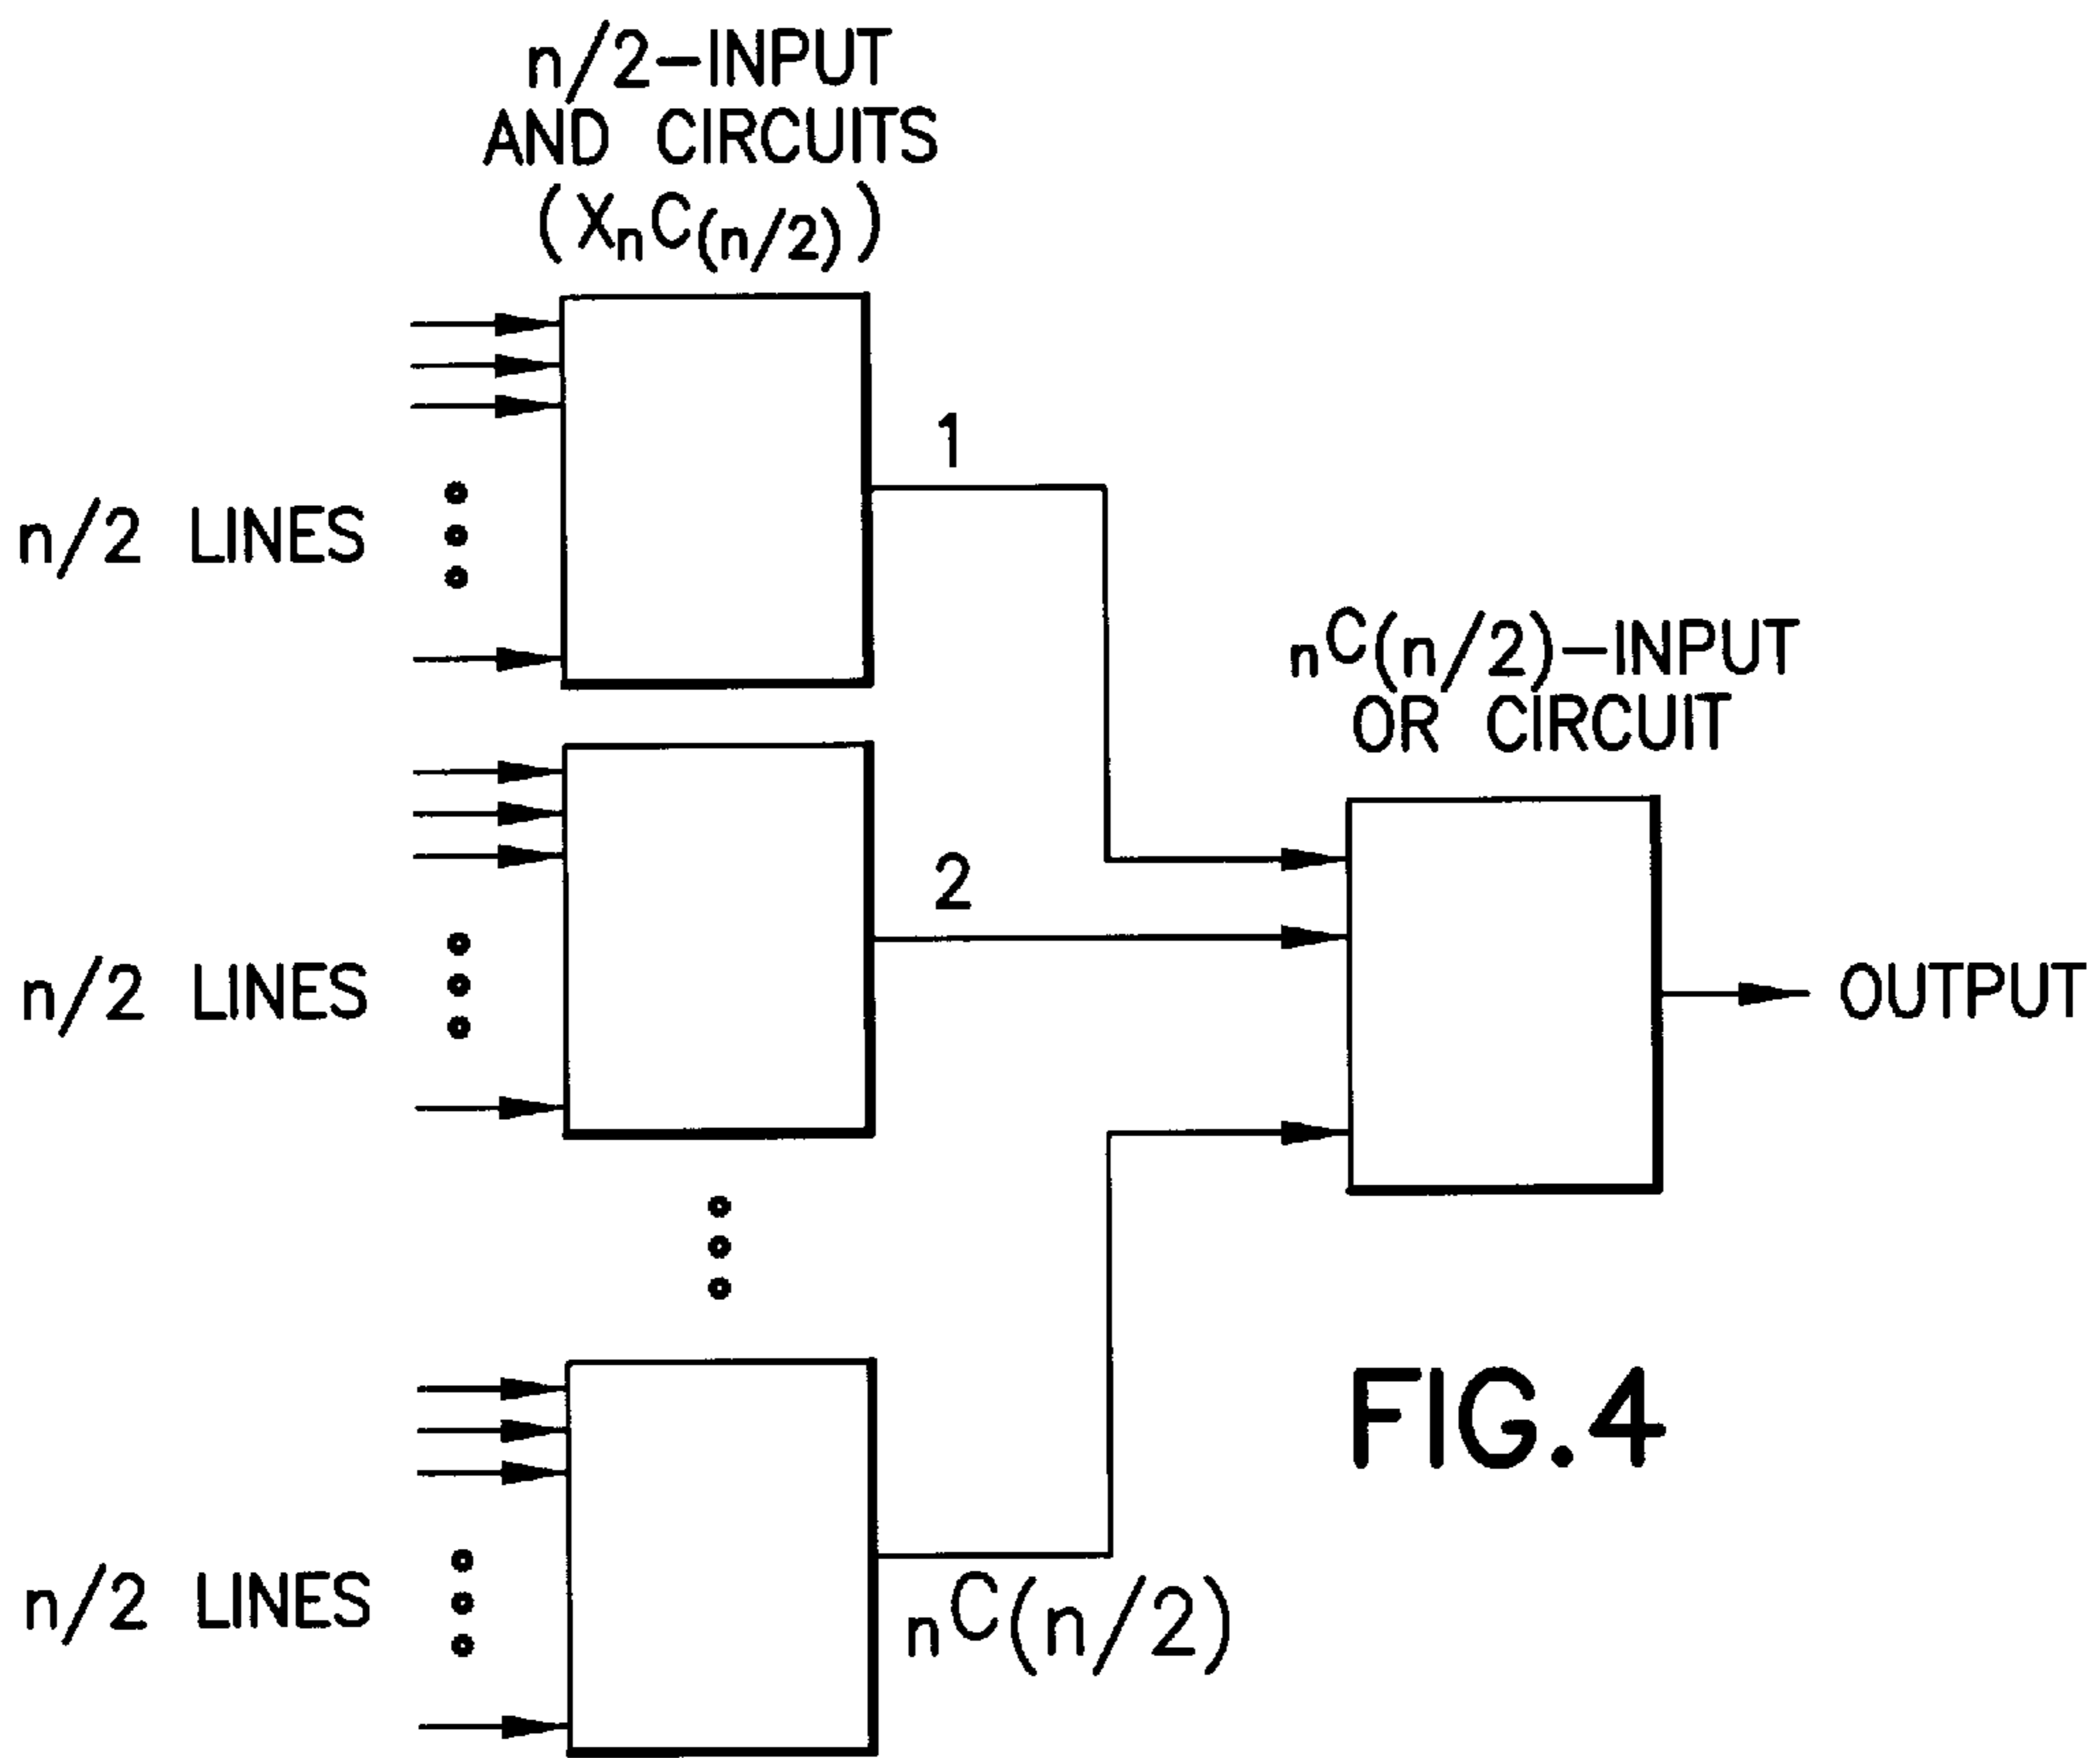 n/2-INPUT
AND CIRCUITS
(XnC(n/2))
1
n/2 LINES
nC(n/2)-INPUT
OR CIRCUIT
2
n/2 LINES
OUTPUT
FIG.4
n/2 LINES
nC(n/2)